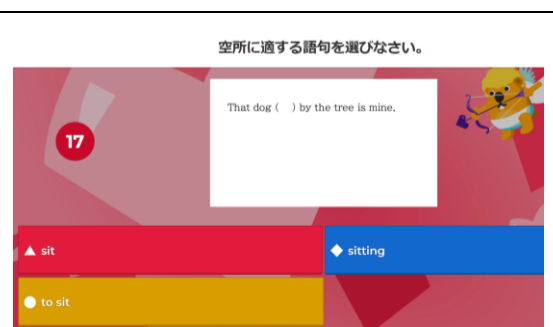 空所に適する語句を選びなさい。
That dog (　) by the tree is mine.
17
sit
sitting
to sit